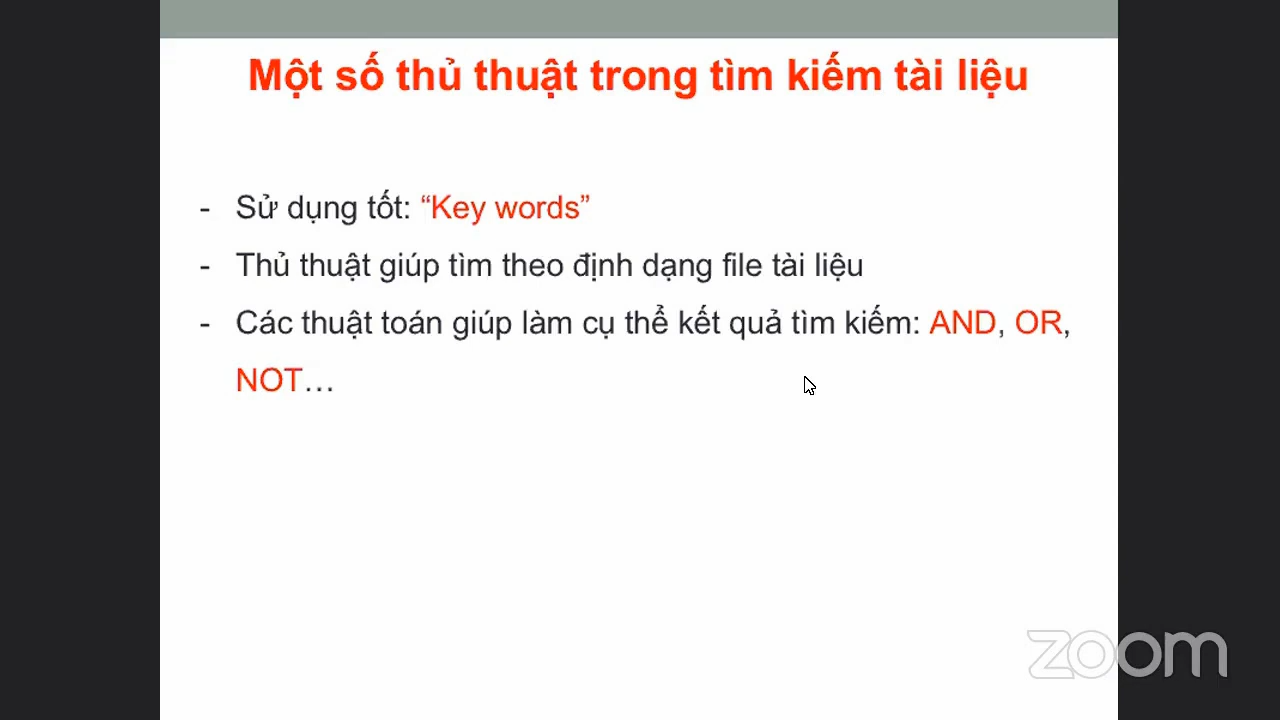 Một số thủ thuật trong tìm kiếm tài liệu
- Sử dụng tốt: “Key words”
- Thủ thuật giúp tìm theo định dạng file tài liệu
- Các thuật toán giúp làm cụ thể kết quả tìm kiếm: AND, OR,
NOT…
zoom